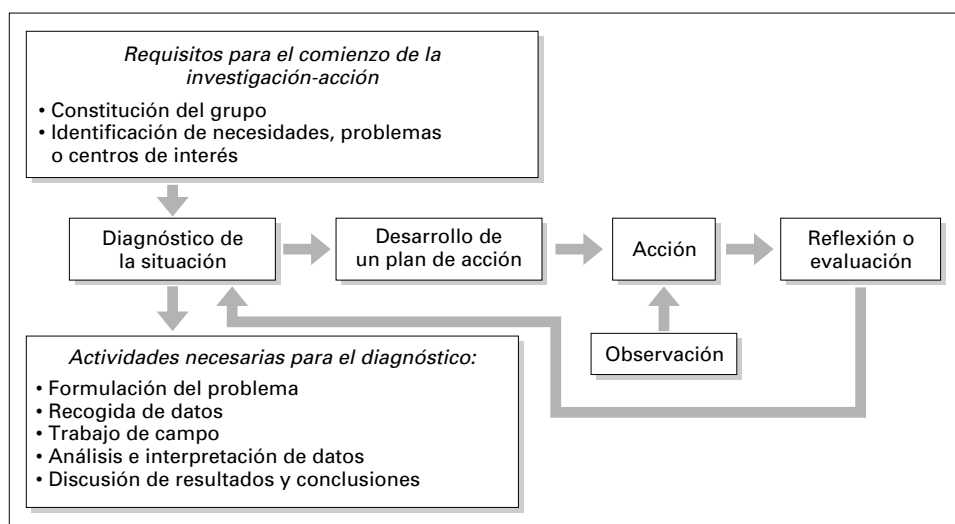 Requisitos para el comienzo de la
investigación-acción
• Constitución del grupo
• Identificación de necesidades, problemas
o centros de interés
Diagnóstico de
la situación
Desarrollo de
un plan de acción
Acción
Reflexión o
evaluación
Observación
Actividades necesarias para el diagnóstico:
• Formulación del problema
• Recogida de datos
• Trabajo de campo
• Análisis e interpretación de datos
• Discusión de resultados y conclusiones